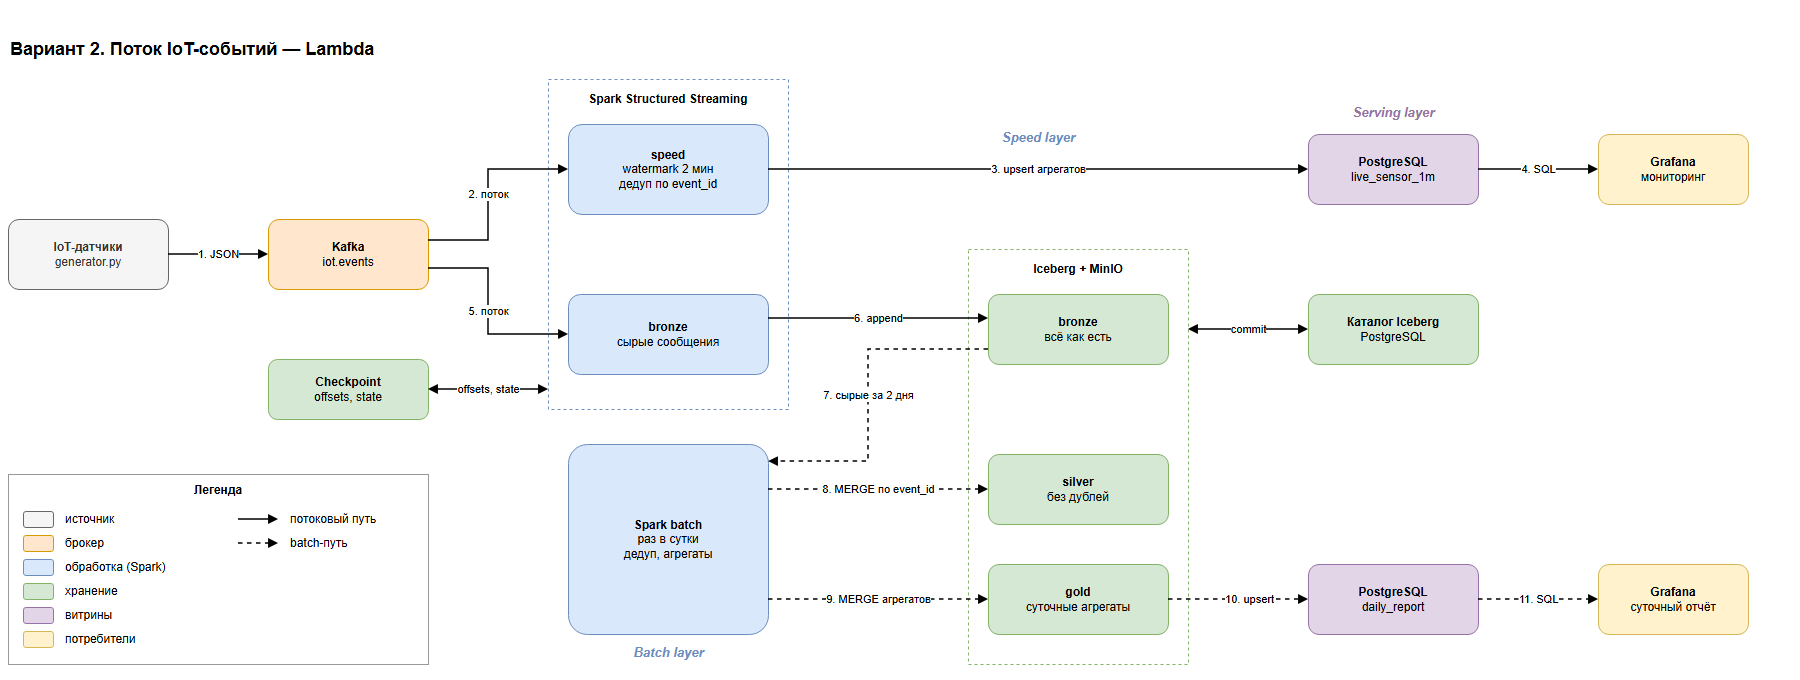 Вариант 2. Поток IoT-событий — Lambda
Spark Structured Streaming
speed
watermark 2 мин
дедуп по event_id
Speed layer
Serving layer
3. upsert агрегатов
PostgreSQL
live_sensor_1m
4. SQL
Grafana
мониторинг
2. поток
IoT-датчики
generator.py
1. JSON
Kafka
iot.events
5. поток
bronze
сырые сообщения
6. append
Iceberg + MinIO
bronze
всё как есть
commit
Каталог Iceberg
PostgreSQL
Checkpoint
offsets, state
offsets, state
7. сырые за 2 дня
Spark batch
раз в сутки
дедуп, агрегаты
8. MERGE по event_id
silver
без дублей
9. MERGE агрегатов
gold
суточные агрегаты
10. upsert
PostgreSQL
daily_report
11. SQL
Grafana
суточный отчёт
Batch layer
Легенда
источник
потоковый путь
брокер
batch-путь
обработка (Spark)
хранение
витрины
потребители